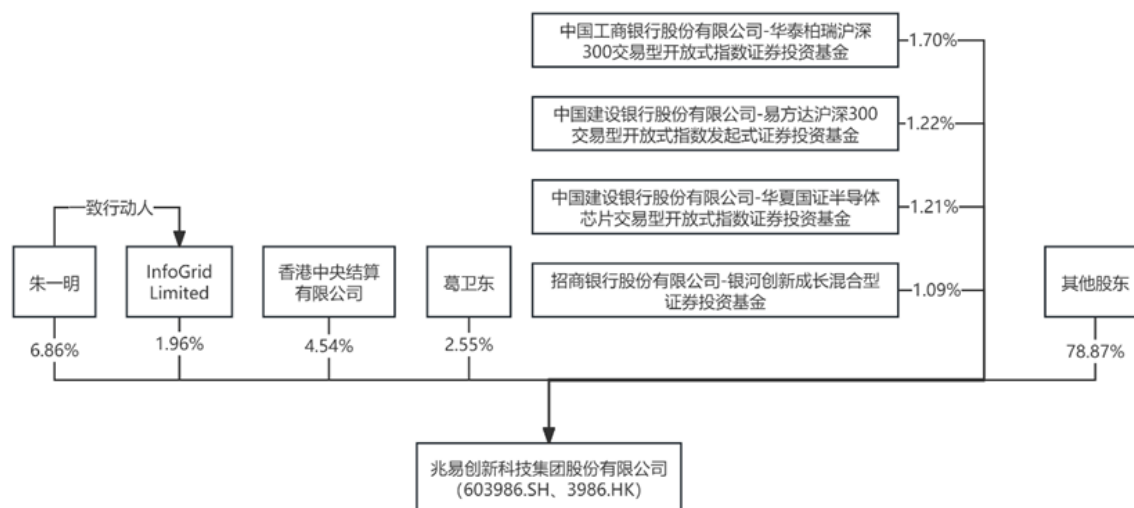 中国工商银行股份有限公司-华泰柏瑞沪深
300交易型开放式指数证券投资基金
1.70%
中国建设银行股份有限公司-易方达沪深300
交易型开放式指数发起式证券投资基金
1.22%
中国建设银行股份有限公司-华夏国证半导体
芯片交易型开放式指数证券投资基金
1.21%
招商银行股份有限公司-银河创新成长混合型
证券投资基金
1.09%
致行动人
朱一明
InfoGrid
Limited
香港中央结算
有限公司
葛卫东
其他股东
6.86%
1.96%
4.54%
2.55%
78.87%
兆易创新科技集团股份有限公司
（603986.SH、3986.HK）